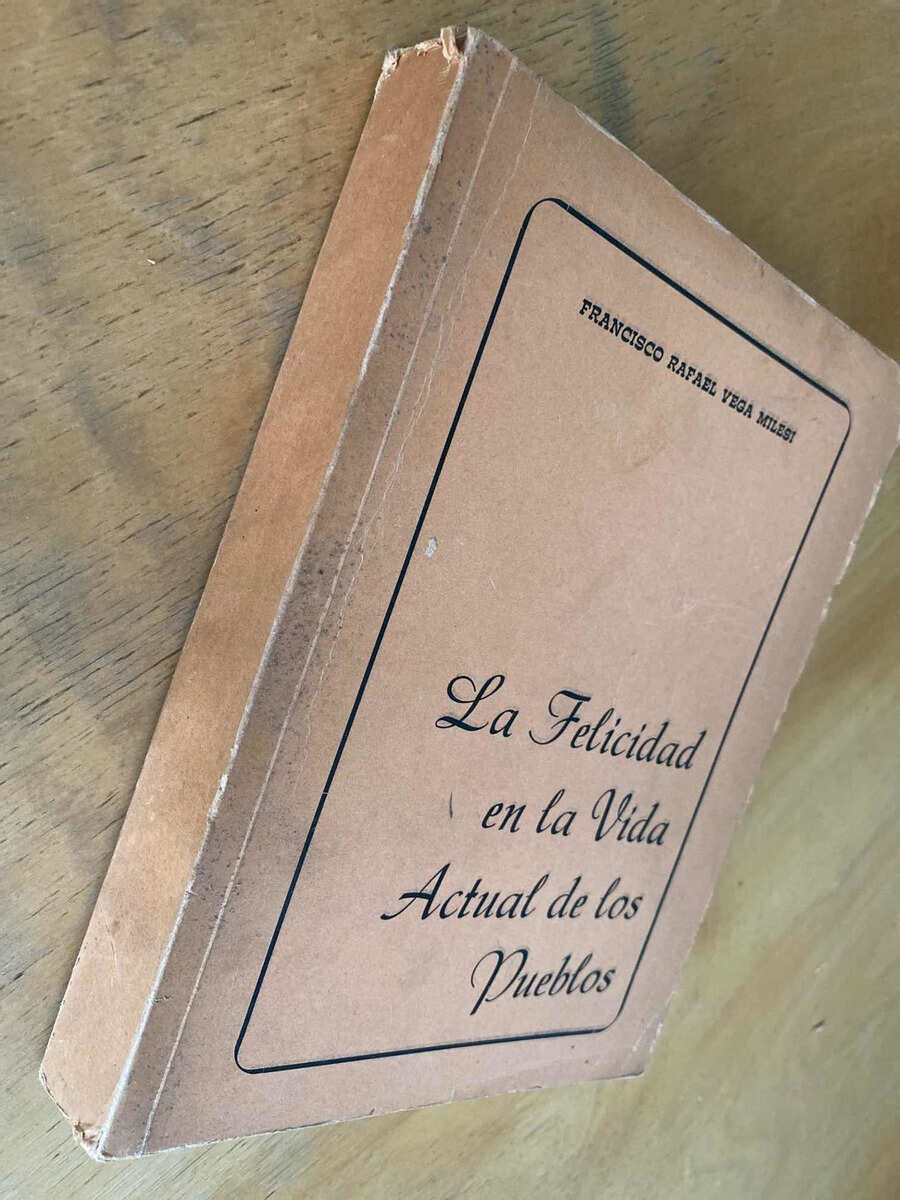 FRANCISCO RAFAEL VEGA MILESI
La Felicidad
en la Vida
Actual de los
Pueblos